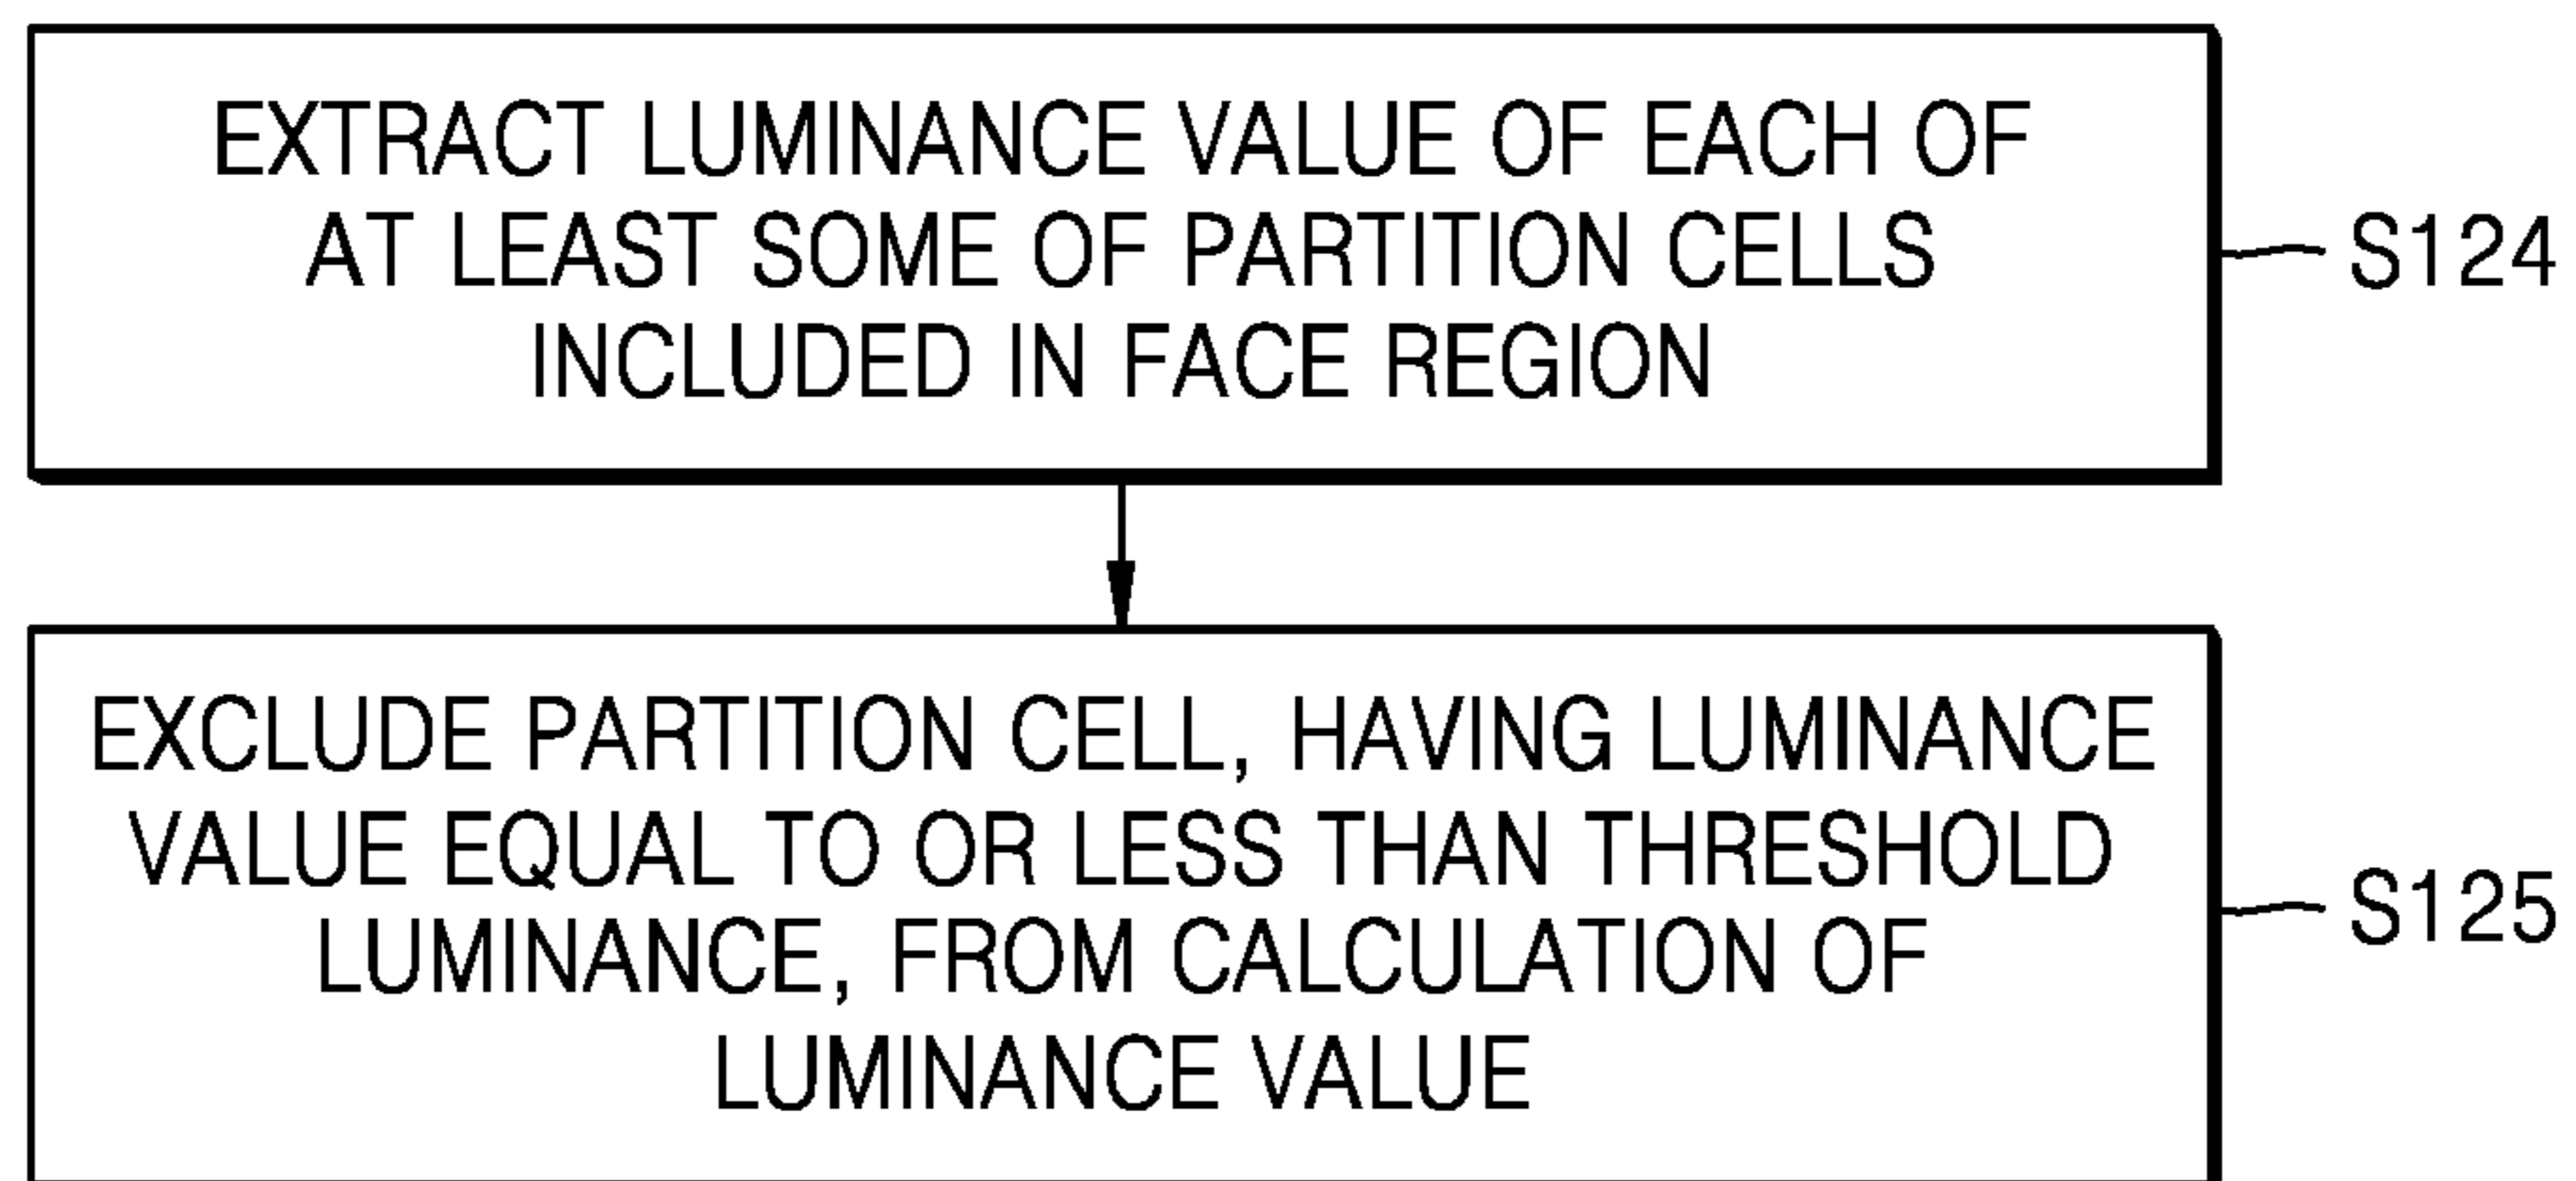 EXTRACT LUMINANCE VALUE OF EACH OF
AT LEAST SOME OF PARTITION CELLS
INCLUDED IN FACE REGION
S124
EXCLUDE PARTITION CELL, HAVING LUMINANCE
VALUE EQUAL TO OR LESS THAN THRESHOLD
LUMINANCE, FROM CALCULATION OF
LUMINANCE VALUE
S125